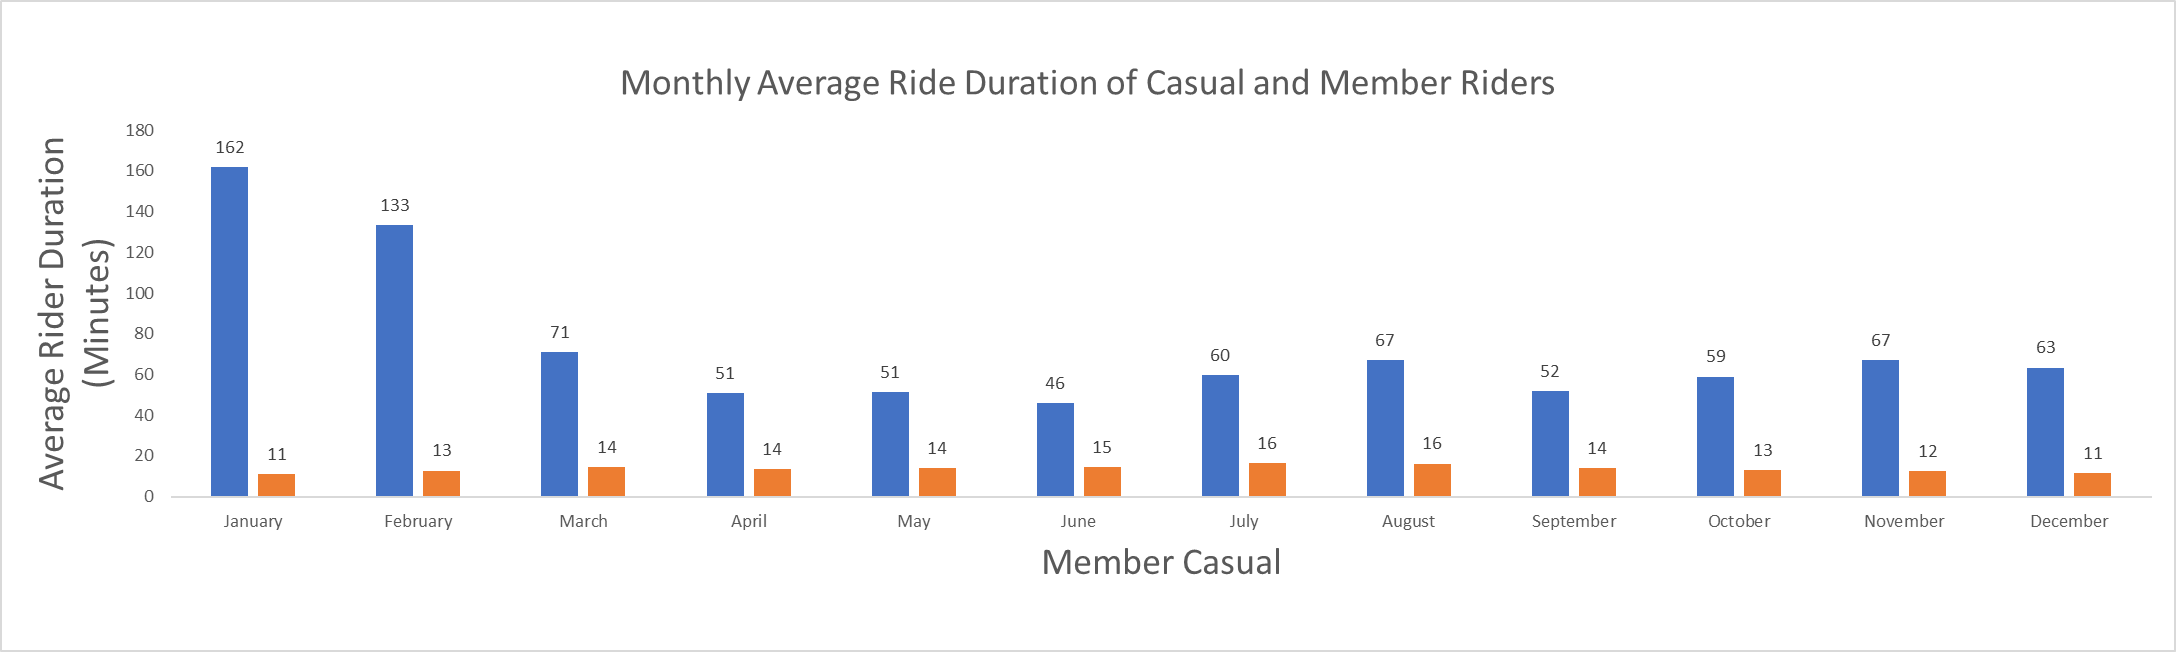 Monthly Average Ride Duration of Casual and Member Riders
Average Rider Duration
(Minutes)
180
160
140
120
100
80
60
40
20
0
162
11
133
13
71
14
51
14
51
14
46
15
60
16
67
16
52
14
59
13
67
12
63
11
January
February
March
April
May
June
July
August
September
October
November
December
Member Casual